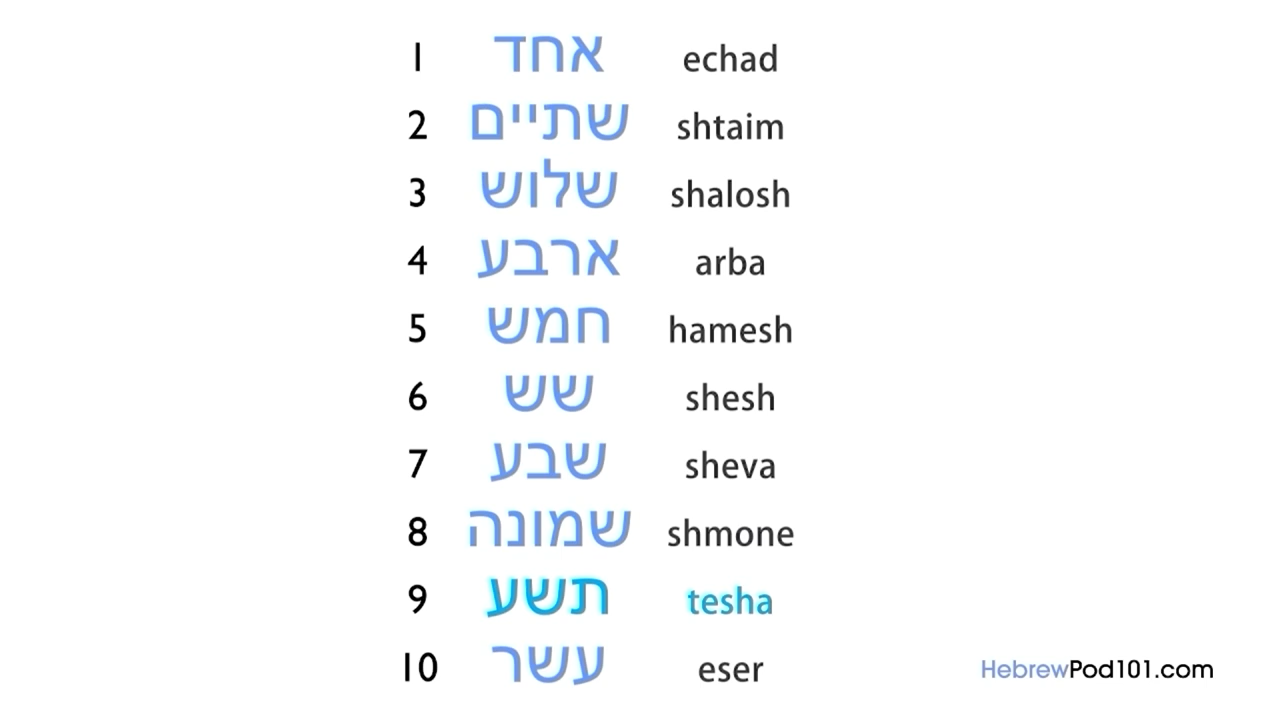 1 אחד echad
2 שתיים shtaim
3 שלוש shalosh
4 ארבע arba
5 חמש hamesh
6 שש shesh
7 שבע sheva
8 שמונה shmone
9 תשע tesha
10 עשר eser
HebrewPod101.com